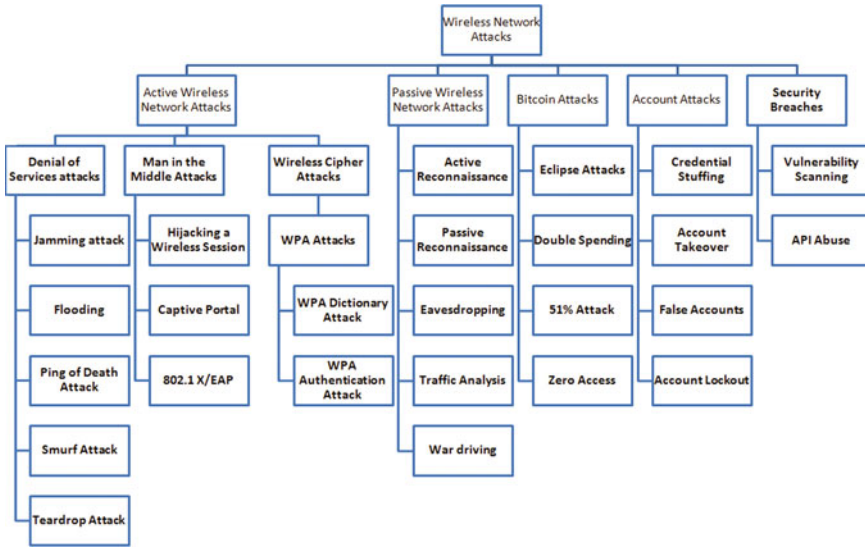 Wireless Network
Attacks
Active Wireless
Network Attacks
Passive Wireless
Network Attacks
Bitcoin Attacks
Account Attacks
Security
Breaches
Denial of
Services attacks
Man in the
Middle Attacks
Wireless Cipher
Attacks
Active
Reconnaissance
Eclipse Attacks
Credential
Stuffing
Vulnerability
Scanning
Jamming attack
Hijacking a
Wireless Session
WPA Attacks
Passive
Reconnaissance
Double Spending
Account
Takeover
API Abuse
Flooding
Captive Portal
WPA Dictionary
Attack
Eavesdropping
51% Attack
False Accounts
Ping of Death
Attack
802.1 X/EAP
WPA
Authentication
Attack
Traffic Analysis
Zero Access
Account Lockout
Smurf Attack
War driving
Teardrop Attack